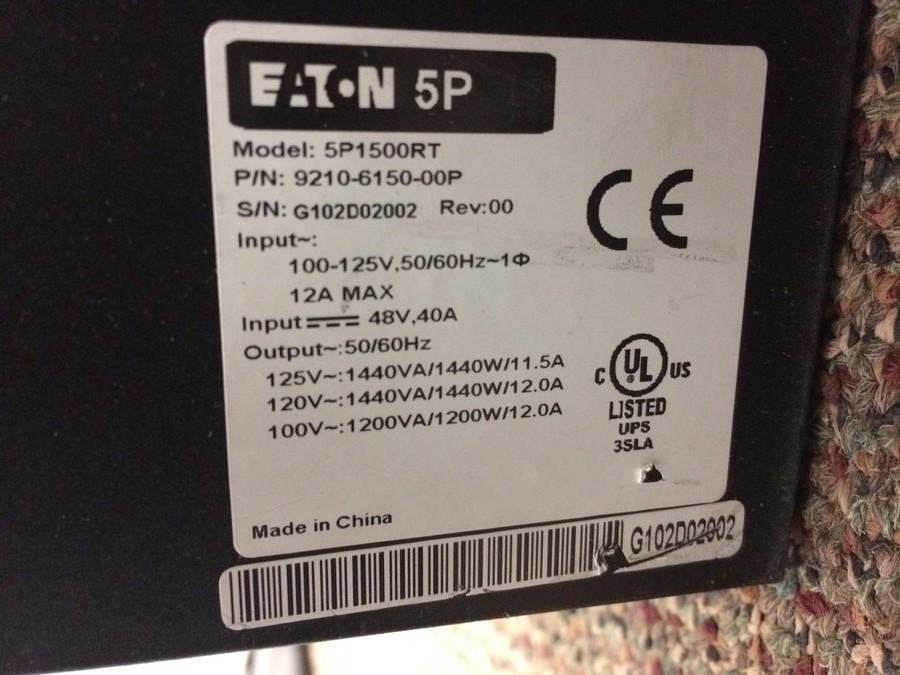 EATON 5P
Model: 5P1500RT
P/N: 9210-6150-00P
S/N: G102D02002 Rev:00
Input~:
100-125V,50/60Hz~1Φ
12A MAX
Input⎓ 48V,40A
Output~:50/60Hz
125V~:1440VA/1440W/11.5A
120V~:1440VA/1440W/12.0A
100V~:1200VA/1200W/12.0A
CE
C UL US
®
LISTED
UPS
3SLA
Made in China
G102D02002